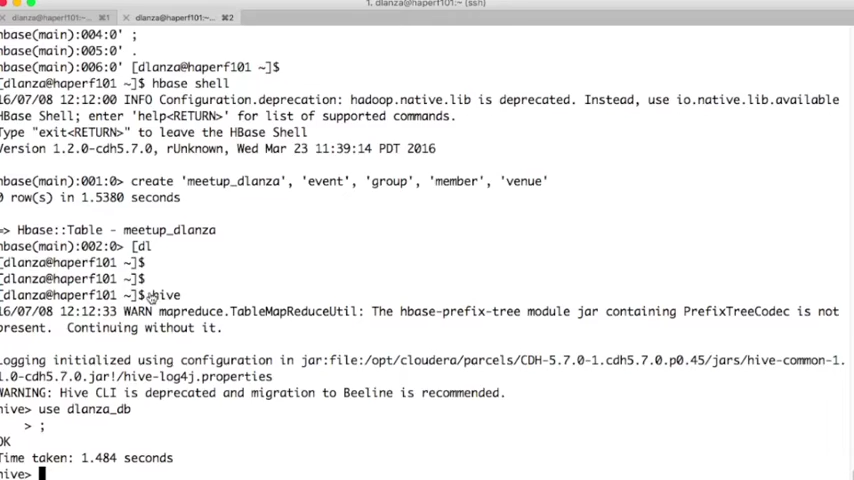 1. dlanza@haperf101:~ (ssh)
dlanza@haperf101:~... ⌘1
dlanza@haperf101:~... ⌘2
base(main):004:0' ;
base(main):005:0' .
base(main):006:0' [dlanza@haperf101 ~]$
[dlanza@haperf101 ~]$ hbase shell
16/07/08 12:12:00 INFO Configuration.deprecation: hadoop.native.lib is deprecated. Instead, use io.native.lib.available
HBase Shell; enter 'help<RETURN>' for list of supported commands.
Type "exit<RETURN>" to leave the HBase Shell
Version 1.2.0-cdh5.7.0, rUnknown, Wed Mar 23 11:39:14 PDT 2016
hbase(main):001:0> create 'meetup_dlanza', 'event', 'group', 'member', 'venue'
0 row(s) in 1.5380 seconds
=> Hbase::Table - meetup_dlanza
hbase(main):002:0> [dl
[dlanza@haperf101 ~]$
[dlanza@haperf101 ~]$
[dlanza@haperf101 ~]$ hive
16/07/08 12:12:33 WARN mapreduce.TableMapReduceUtil: The hbase-prefix-tree module jar containing PrefixTreeCodec is not
present.  Continuing without it.
Logging initialized using configuration in jar:file:/opt/cloudera/parcels/CDH-5.7.0-1.cdh5.7.0.p0.45/jars/hive-common-1.
1.0-cdh5.7.0.jar!/hive-log4j.properties
WARNING: Hive CLI is deprecated and migration to Beeline is recommended.
hive> use dlanza_db
> ;
OK
Time taken: 1.484 seconds
hive>